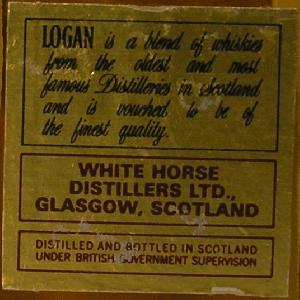 LOGAN is a blend of whiskies
from the oldest and most
famous Distilleries in Scotland
and is vouched to be of
the finest quality.
WHITE HORSE
DISTILLERS LTD.,
GLASGOW, SCOTLAND
DISTILLED AND BOTTLED IN SCOTLAND
UNDER BRITISH GOVERNMENT SUPERVISION